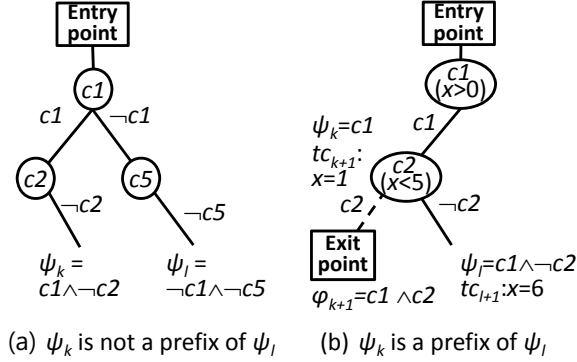 Entry
point
c1
c1
¬c1
c2
c5
¬c2
¬c5
ψk =
c1∧¬c2
ψl =
¬c1∧¬c5
(a) ψk is not a prefix of ψl
Entry
point
c1
(x>0)
c1
ψk=c1
tck+1:
x=1
c2
(x<5)
c2
¬c2
Exit
point
φk+1=c1 ∧c2
ψl=c1∧¬c2
tcl+1:x=6
(b) ψk is a prefix of ψl